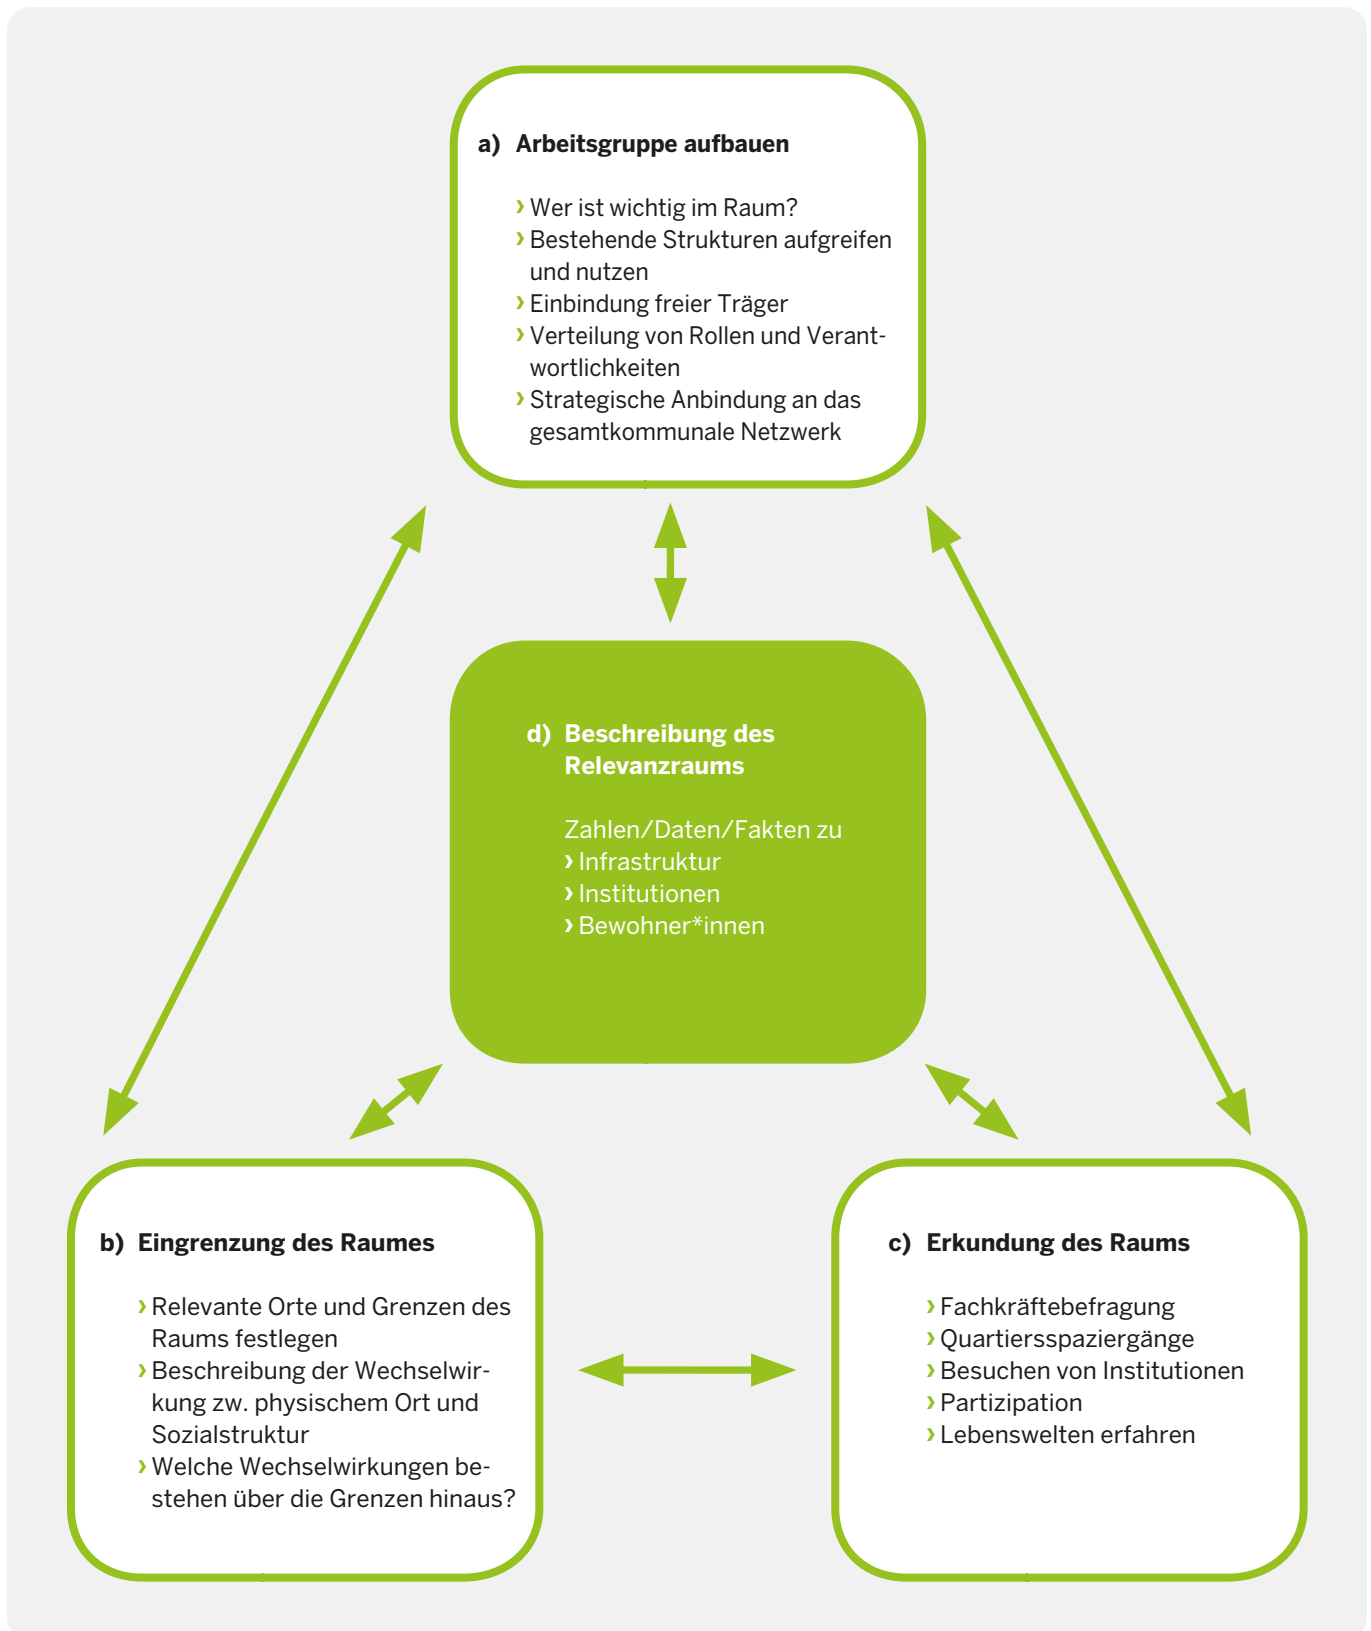 a) Arbeitsgruppe aufbauen
› Wer ist wichtig im Raum?
› Bestehende Strukturen aufgreifen
und nutzen
› Einbindung freier Träger
› Verteilung von Rollen und Verant-
wortlichkeiten
› Strategische Anbindung an das
gesamtkommunale Netzwerk
d) Beschreibung des
Relevanzraums
Zahlen/Daten/Fakten zu
› Infrastruktur
› Institutionen
› Bewohner*innen
b) Eingrenzung des Raumes
› Relevante Orte und Grenzen des
Raums festlegen
› Beschreibung der Wechselwir-
kung zw. physischem Ort und
Sozialstruktur
› Welche Wechselwirkungen be-
stehen über die Grenzen hinaus?
c) Erkundung des Raums
› Fachkräftebefragung
› Quartiersspaziergänge
› Besuchen von Institutionen
› Partizipation
› Lebenswelten erfahren